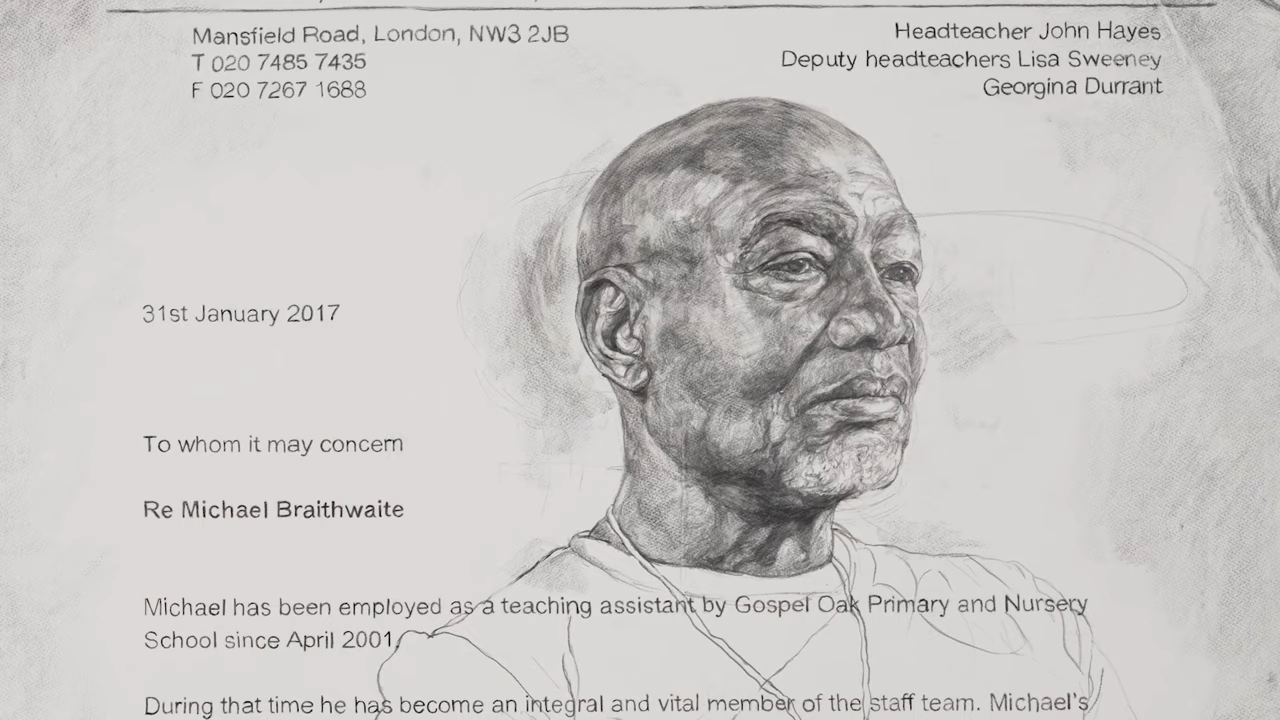 Mansfield Road, London, NW3 2JB
T 020 7485 7435
F 020 7267 1688
Headteacher John Hayes
Deputy headteachers Lisa Sweeney
Georgina Durrant
31st January 2017
To whom it may concern
Re Michael Braithwaite
Michael has been employed as a teaching assistant by Gospel Oak Primary and Nursery
School since April 2001.
During that time he has become an integral and vital member of the staff team. Michael's